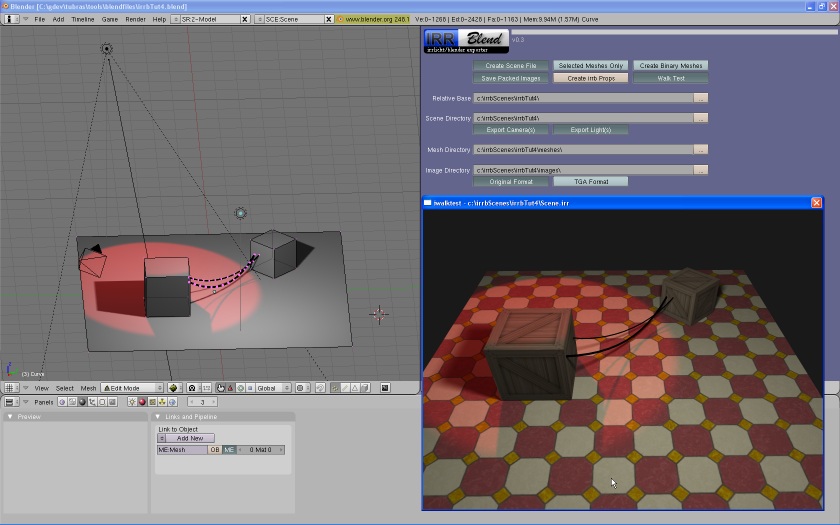 Blender [C:\gdev\tubras\tools\blendfiles\irrbTut4.blend]
File Add Timeline Game Render Help SR:2-Model SCE:Scene www.blender.org 246.1 Ve:0-1266 | Ed:0-2428 | Fa:0-1163 | Mem:9.94M (1.57M) Curve
IRR Blend v0.3
irrlicht/blender exporter
Create Scene File Selected Meshes Only Create Binary Meshes
Save Packed Images Create irrb Props Walk Test
Relative Base c:\irrbScenes\irrbTut4\ ...
Scene Directory c:\irrbScenes\irrbTut4\ ...
Export Camera(s) Export Light(s)
Mesh Directory c:\irrbScenes\irrbTut4\meshes\ ...
Image Directory c:\irrbScenes\irrbTut4\images\ ...
Original Format TGA Format
iwalktest - c:\irrbScenes\irrbTut4\Scene.irr
(3) Curve
View Select Mesh Edit Mode Global
Panels 3
Preview Links and Pipeline
Link to Object
Add New
ME:Mesh OB ME 0 Mat 0